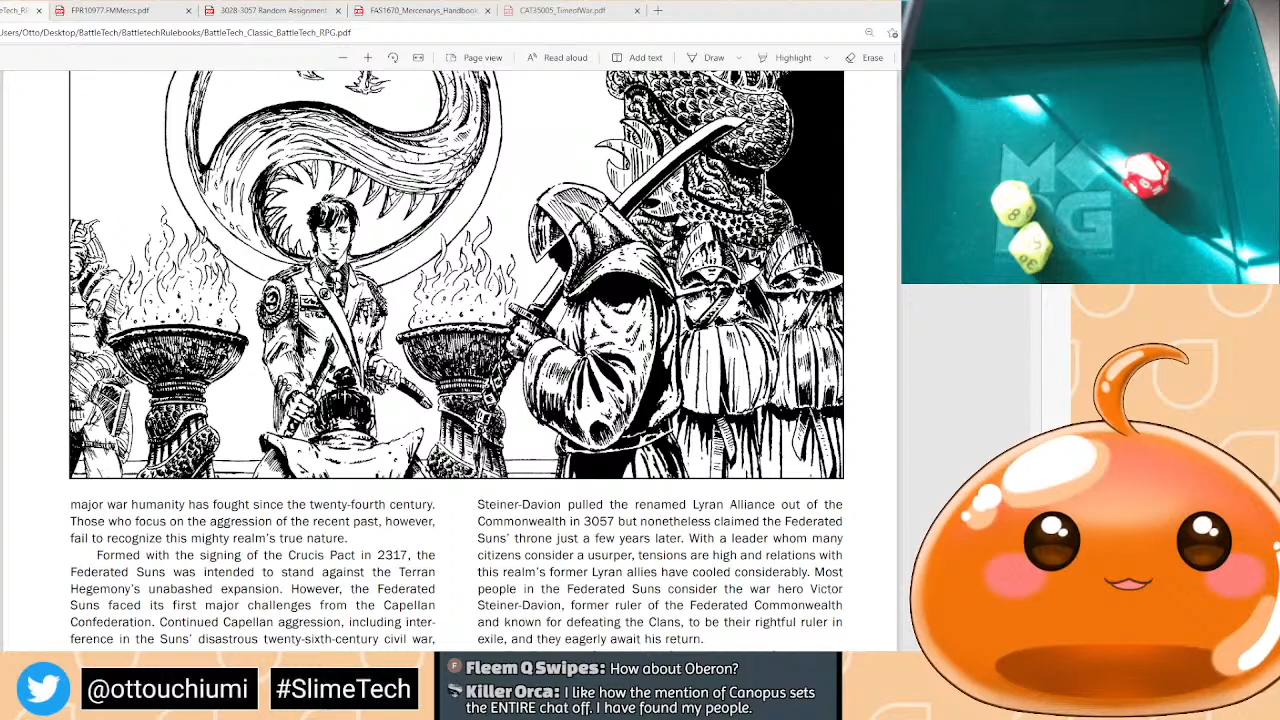 FPR10977.FMMercs.pdf
3028-3057 Random Assignment
FAS1670_Mercenarys_Handbook
CAT35005_TimeofWar.pdf
Users/Otto/Desktop/BattleTech/BattletechRulebooks/BattleTech_Classic_BattleTech_RPG.pdf
Page view
Read aloud
Add text
Draw
Highlight
Erase
major war humanity has fought since the twenty-fourth century.
Those who focus on the aggression of the recent past, however,
fail to recognize this mighty realm's true nature.
Formed with the signing of the Crucis Pact in 2317, the
Federated Suns was intended to stand against the Terran
Hegemony's unabashed expansion. However, the Federated
Suns faced its first major challenges from the Capellan
Confederation. Continued Capellan aggression, including inter-
ference in the Suns' disastrous twenty-sixth-century civil war,
Steiner-Davion pulled the renamed Lyran Alliance out of the
Commonwealth in 3057 but nonetheless claimed the Federated
Suns' throne just a few years later. With a leader whom many
citizens consider a usurper, tensions are high and relations with
this realm's former Lyran allies have cooled considerably. Most
people in the Federated Suns consider the war hero Victor
Steiner-Davion, former ruler of the Federated Commonwealth
and known for defeating the Clans, to be their rightful ruler in
exile, and they eagerly await his return.
@ottouchiumi
#SlimeTech
Fleem Q Swipes: How about Oberon?
Killer Orca: I like how the mention of Canopus sets
the ENTIRE chat off. I have found my people.